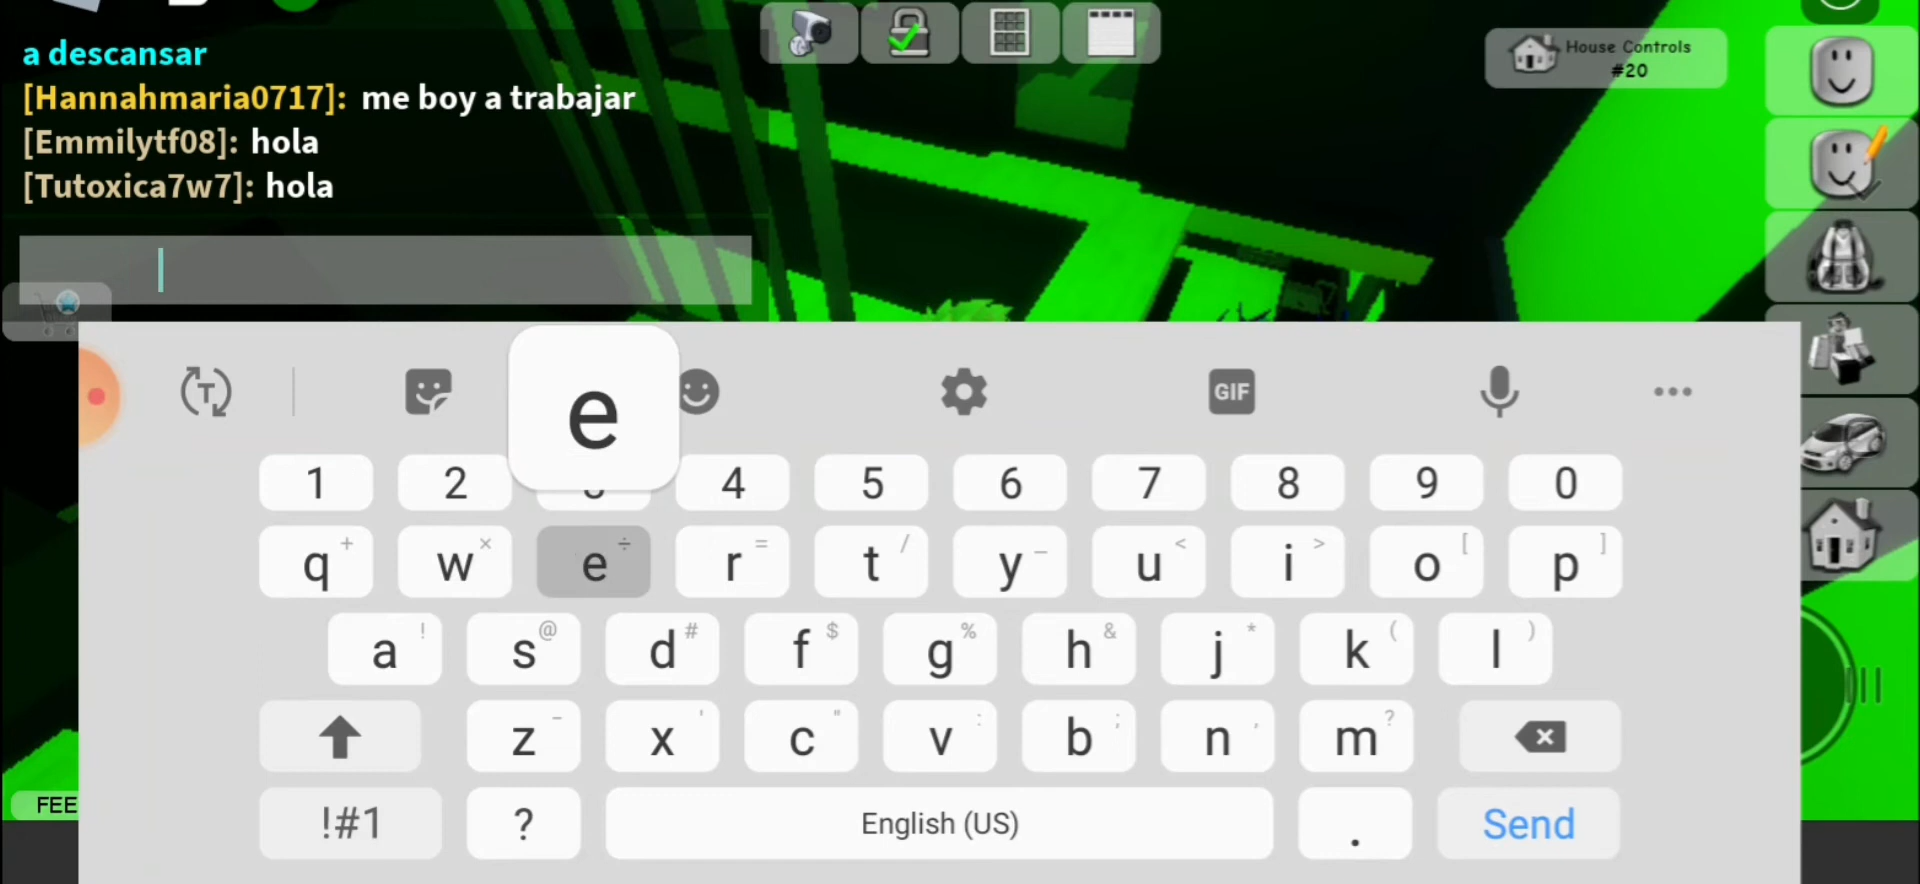 a descansar
[Hannahmaria0717]: me boy a trabajar
[Emmilytf08]: hola
[Tutoxica7w7]: hola
House Controls
#20
e
GIF
1 2 4 5 6 7 8 9 0
q + w × e ÷ r = t / y _ u < i > o [ p ]
a ! s @ d # f $ g % h & j * k ( l )
z - x ' c " v : b ; n , m ?
!#1 ? English (US) . Send
FEE